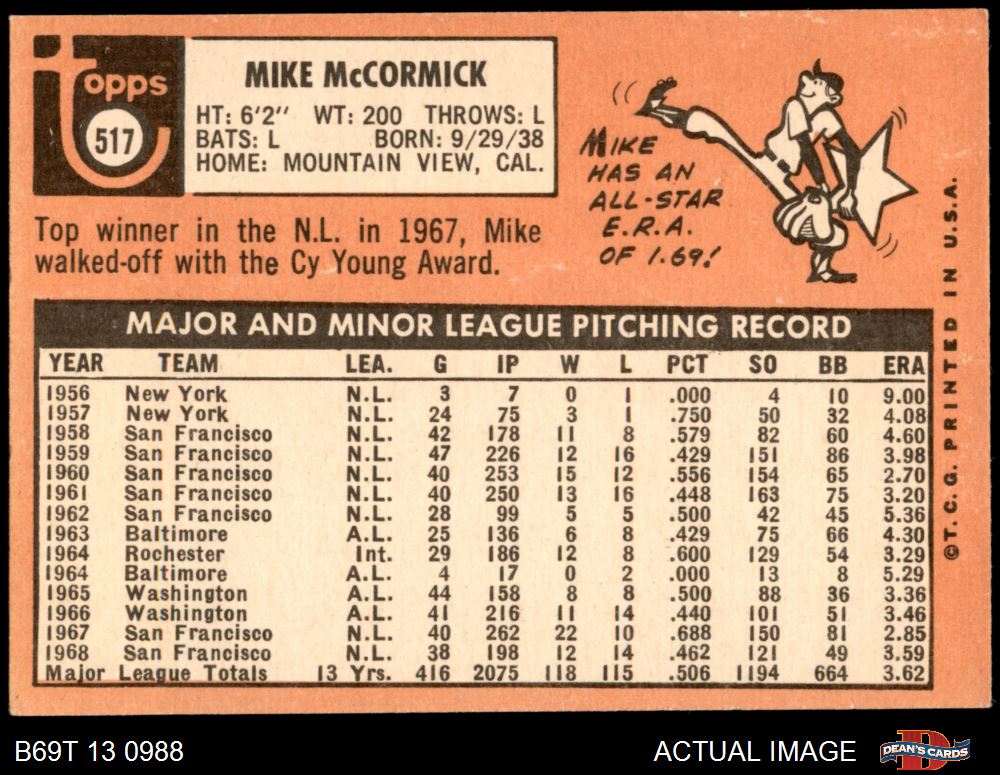 Topps
517
MIKE McCORMICK
HT: 6'2" WT: 200 THROWS: L
BATS: L BORN: 9/29/38
HOME: MOUNTAIN VIEW, CAL.
Top winner in the N.L. in 1967, Mike
walked-off with the Cy Young Award.
MIKE
HAS AN
ALL-STAR
E.R.A.
OF 1.69!
MAJOR AND MINOR LEAGUE PITCHING RECORD
YEAR TEAM LEA. G IP W L PCT SO BB ERA
1956 New York N.L. 3 7 0 1 .000 4 10 9.00
1957 New York N.L. 24 75 3 1 .750 50 32 4.08
1958 San Francisco N.L. 42 178 11 8 .579 82 60 4.60
1959 San Francisco N.L. 47 226 12 16 .429 151 86 3.98
1960 San Francisco N.L. 40 253 15 12 .556 154 65 2.70
1961 San Francisco N.L. 40 250 13 16 .448 163 75 3.20
1962 San Francisco N.L. 28 99 5 5 .500 42 45 5.36
1963 Baltimore A.L. 25 136 6 8 .429 75 66 4.30
1964 Rochester Int. 29 186 12 8 .600 129 54 3.29
1964 Baltimore A.L. 4 17 0 2 .000 13 8 5.29
1965 Washington A.L. 44 158 8 8 .500 88 36 3.36
1966 Washington A.L. 41 216 11 14 .440 101 51 3.46
1967 San Francisco N.L. 40 262 22 10 .688 150 81 2.85
1968 San Francisco N.L. 38 198 12 14 .462 121 49 3.59
Major League Totals 13 Yrs. 416 2075 118 115 .506 1194 664 3.62
©T. C. G. PRINTED IN U.S.A.
B69T 13 0988
ACTUAL IMAGE
D
DEAN'S CARDS